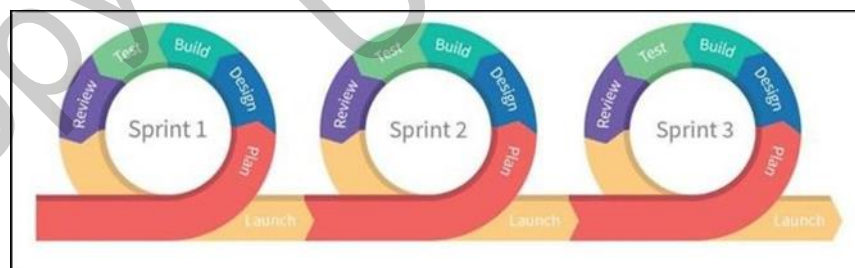 Test Build
Review Design
Sprint 1
Plan
Launch
Test Build
Review Design
Sprint 2
Plan
Launch
Test Build
Review Design
Sprint 3
Plan
Launch